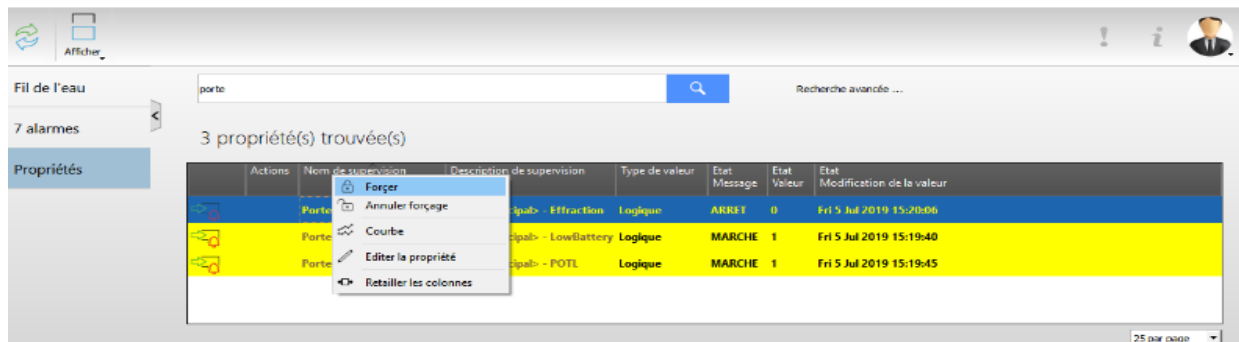 Afficher
Fil de l'eau
7 alarmes
Propriétés
porte
Recherche avancée ...
3 propriété(s) trouvée(s)
Actions Nom de supervision Description de supervision Type de valeur Etat Message Etat Valeur Etat Modification de la valeur
Porte cipal> - Effraction Logique ARRET 0 Fri 5 Jul 2019 15:20:06
Porte cipal> - LowBattery Logique MARCHE 1 Fri 5 Jul 2019 15:19:40
Porte cipal> - POTL Logique MARCHE 1 Fri 5 Jul 2019 15:19:45
Forçer
Annuler forçage
Courbe
Editer la propriété
Retailler les colonnes
25 par page